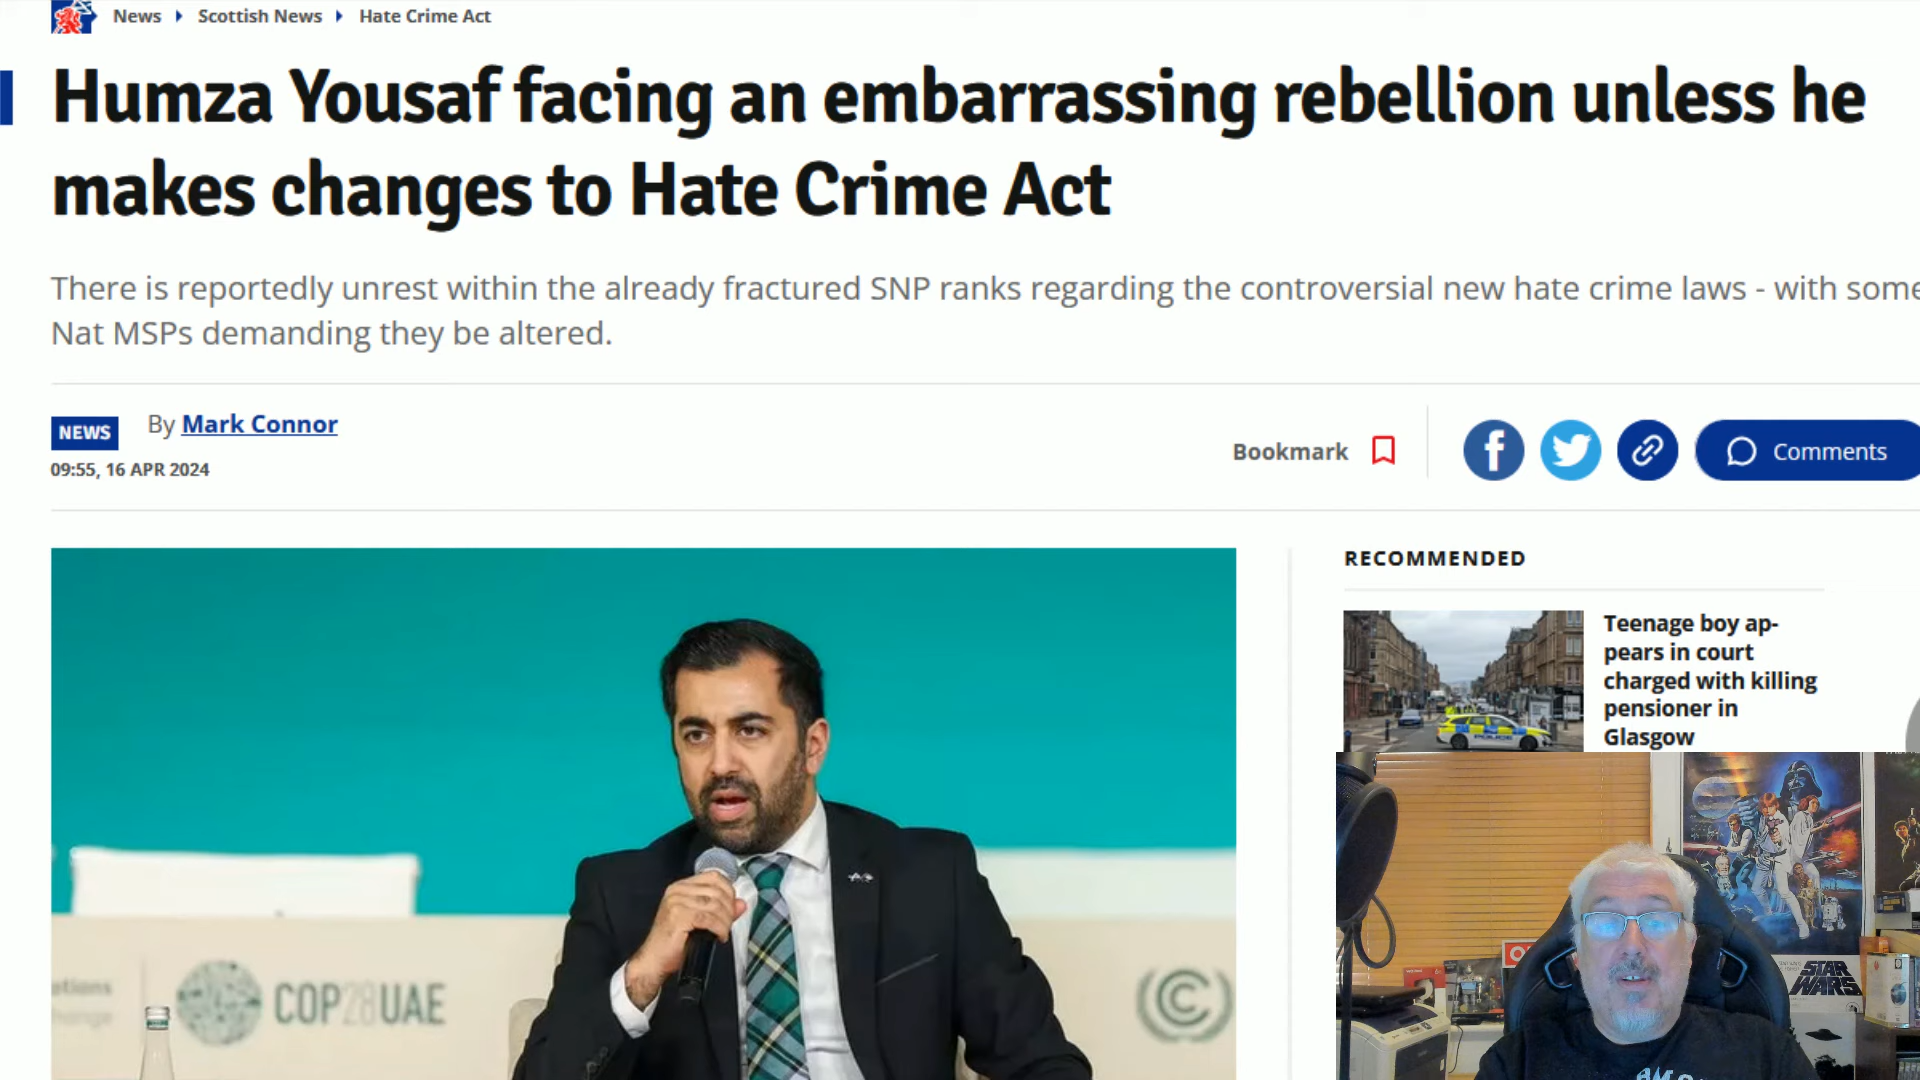 News Scottish News Hate Crime Act
Humza Yousaf facing an embarrassing rebellion unless he
makes changes to Hate Crime Act
There is reportedly unrest within the already fractured SNP ranks regarding the controversial new hate crime laws - with some
Nat MSPs demanding they be altered.
NEWS By Mark Connor
09:55, 16 APR 2024
Bookmark
Comments
RECOMMENDED
Teenage boy ap-
pears in court
charged with killing
pensioner in
Glasgow
POLICE
COP28UAE
STAR
WARS